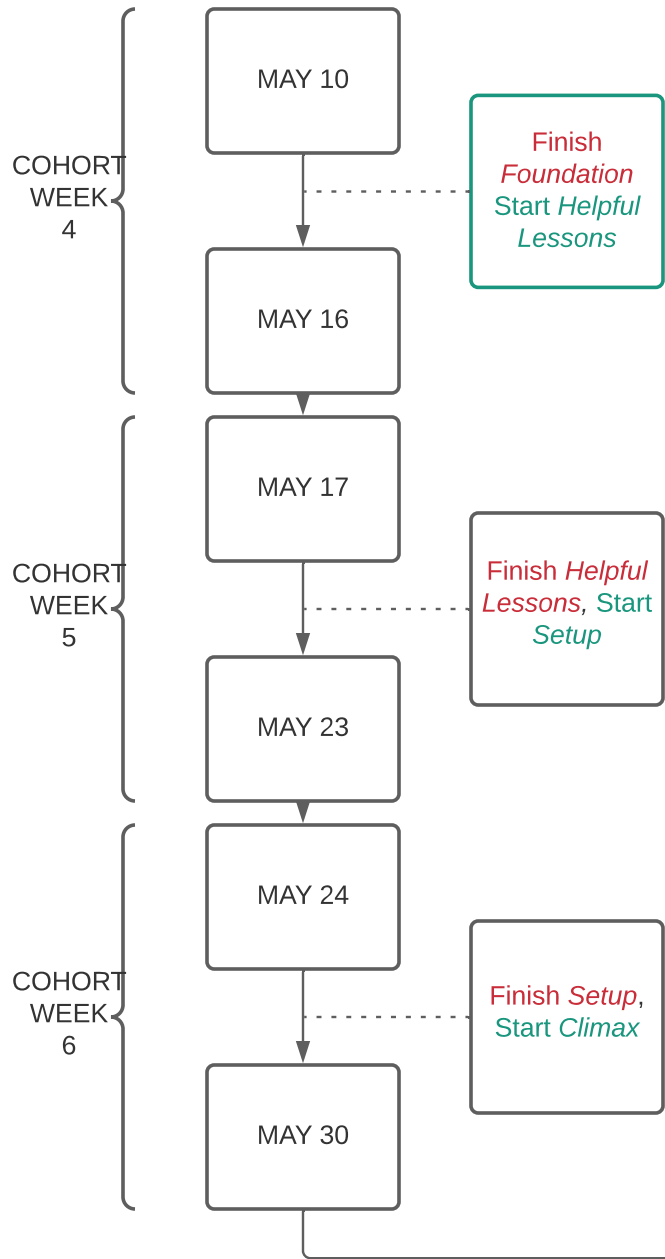 MAY 10
COHORT
WEEK
4
Finish
Foundation
Start Helpful
Lessons
MAY 16
MAY 17
COHORT
WEEK
5
Finish Helpful
Lessons, Start
Setup
MAY 23
MAY 24
COHORT
WEEK
6
Finish Setup,
Start Climax
MAY 30